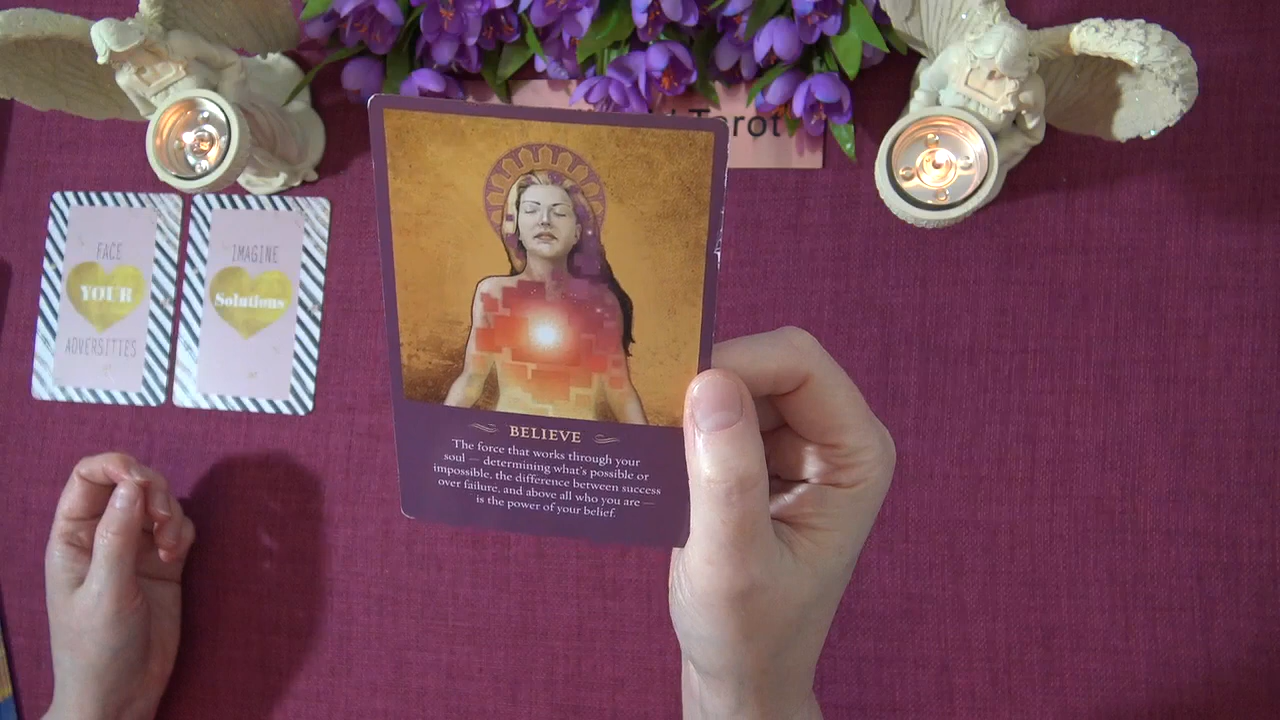 Tarot
FACE
YOUR
ADVERSITIES
IMAGINE
Solutions
BELIEVE
The force that works through your
soul — determining what's possible or
impossible, the difference between success
over failure, and above all who you are —
is the power of your belief.